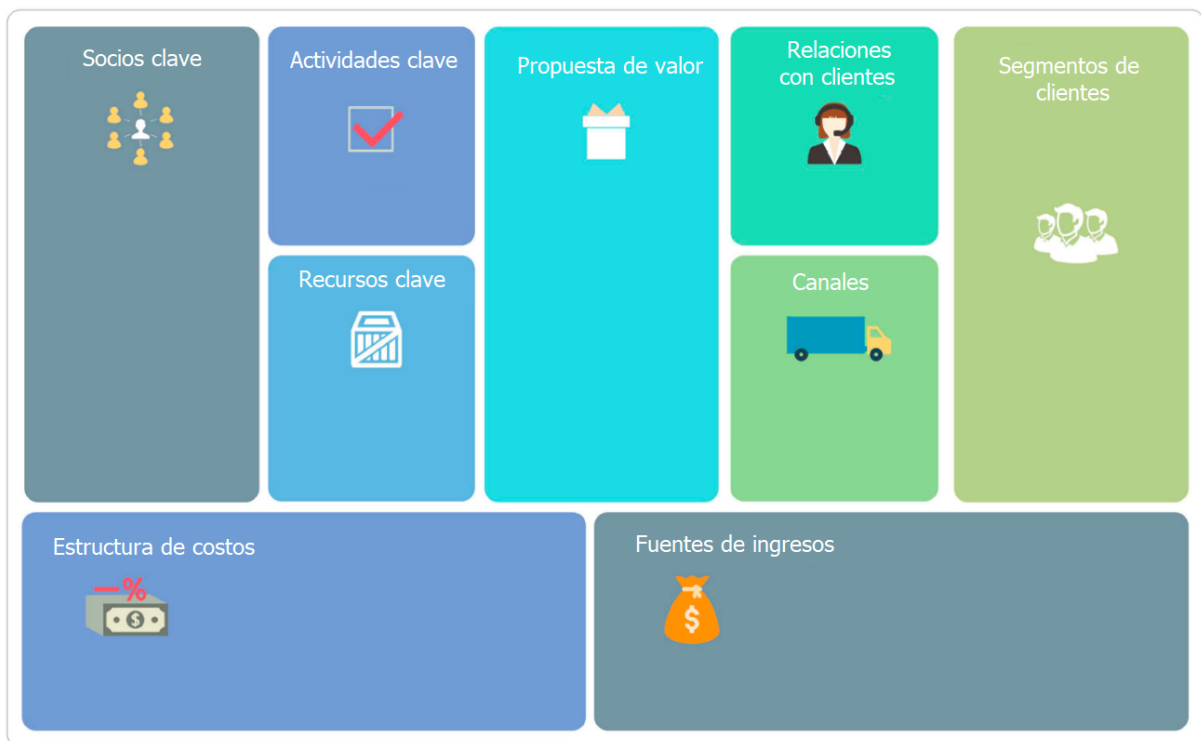 Socios clave
Actividades clave
Propuesta de valor
Relaciones
con clientes
Segmentos de
clientes
Recursos clave
Canales
Estructura de costos
–%
$
Fuentes de ingresos
$